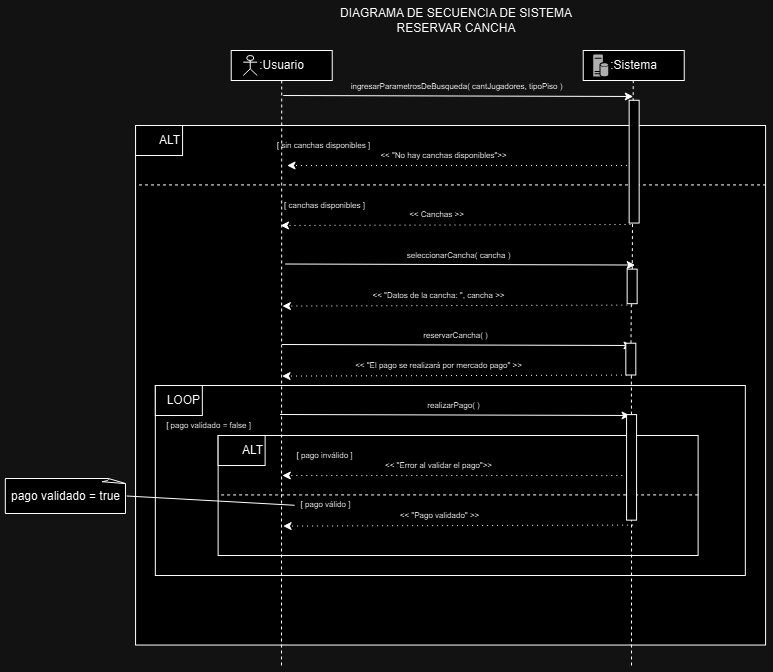 DIAGRAMA DE SECUENCIA DE SISTEMA
RESERVAR CANCHA
:Usuario
:Sistema
ingresarParametrosDeBusqueda( cantJugadores, tipoPiso )
ALT
[ sin canchas disponibles ]
<< "No hay canchas disponibles">>
[ canchas disponibles ]
<< Canchas >>
seleccionarCancha( cancha )
<< "Datos de la cancha: ", cancha >>
reservarCancha( )
<< "El pago se realizará por mercado pago" >>
LOOP
realizarPago( )
[ pago validado = false ]
ALT
[ pago inválido ]
<< "Error al validar el pago">>
pago validado = true
[ pago válido ]
<< "Pago validado" >>